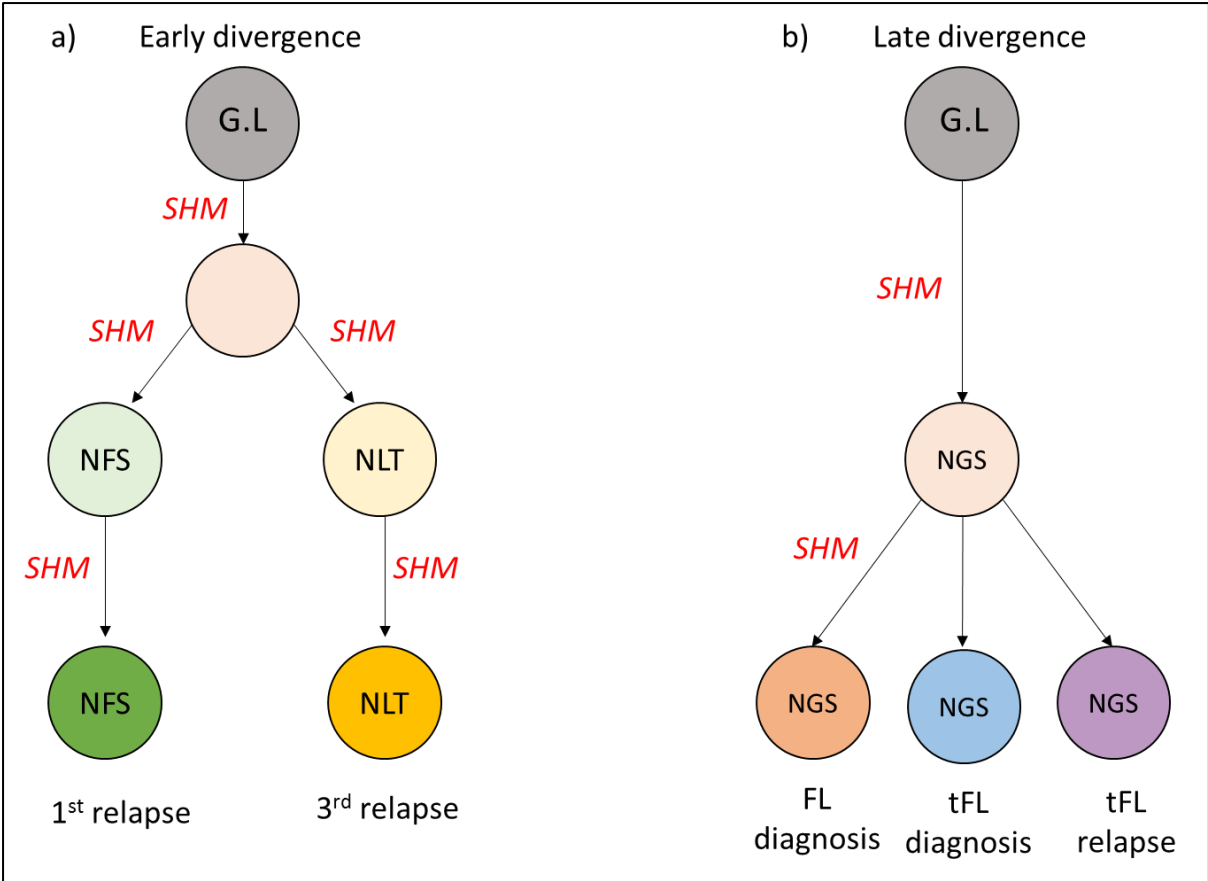 a) Early divergence
G.L
SHM
SHM SHM
NFS NLT
SHM SHM
NFS NLT
1st relapse 3rd relapse
b) Late divergence
G.L
SHM
NGS
SHM
NGS NGS NGS
FL diagnosis
tFL diagnosis
tFL relapse